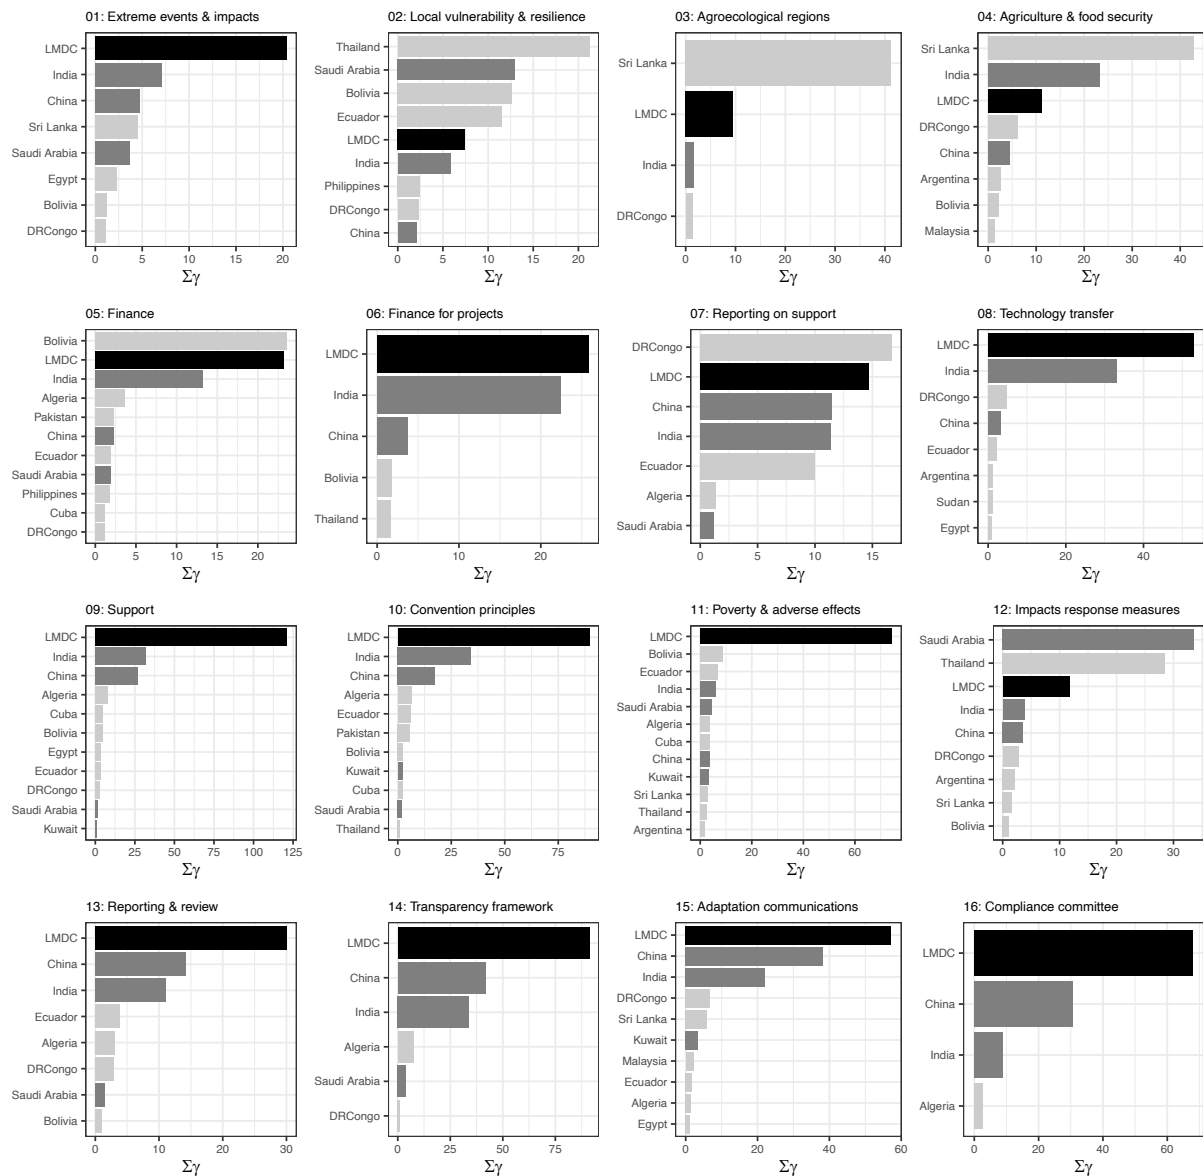 01: Extreme events & impacts
LMDC
India
China
Sri Lanka
Saudi Arabia
Egypt
Bolivia
DRCongo
0 5 10 15 20
Σγ
02: Local vulnerability & resilience
Thailand
Saudi Arabia
Bolivia
Ecuador
LMDC
India
Philippines
DRCongo
China
0 5 10 15 20
Σγ
03: Agroecological regions
Sri Lanka
LMDC
India
DRCongo
0 10 20 30 40
Σγ
04: Agriculture & food security
Sri Lanka
India
LMDC
DRCongo
China
Argentina
Bolivia
Malaysia
0 10 20 30 40
Σγ
05: Finance
Bolivia
LMDC
India
Algeria
Pakistan
China
Ecuador
Saudi Arabia
Philippines
Cuba
DRCongo
0 5 10 15 20
Σγ
06: Finance for projects
LMDC
India
China
Bolivia
Thailand
0 10 20
Σγ
07: Reporting on support
DRCongo
LMDC
China
India
Ecuador
Algeria
Saudi Arabia
0 5 10 15
Σγ
08: Technology transfer
LMDC
India
DRCongo
China
Ecuador
Argentina
Sudan
Egypt
0 20 40
Σγ
09: Support
LMDC
India
China
Algeria
Cuba
Bolivia
Egypt
Ecuador
DRCongo
Saudi Arabia
Kuwait
0 25 50 75 100 125
Σγ
10: Convention principles
LMDC
India
China
Algeria
Ecuador
Pakistan
Bolivia
Kuwait
Cuba
Saudi Arabia
Thailand
0 25 50 75
Σγ
11: Poverty & adverse effects
LMDC
Bolivia
Ecuador
India
Saudi Arabia
Algeria
Cuba
China
Kuwait
Sri Lanka
Thailand
Argentina
0 20 40 60
Σγ
12: Impacts response measures
Saudi Arabia
Thailand
LMDC
India
China
DRCongo
Argentina
Sri Lanka
Bolivia
0 10 20 30
Σγ
13: Reporting & review
LMDC
China
India
Ecuador
Algeria
DRCongo
Saudi Arabia
Bolivia
0 10 20 30
Σγ
14: Transparency framework
LMDC
China
India
Algeria
Saudi Arabia
DRCongo
0 25 50 75
Σγ
15: Adaptation communications
LMDC
China
India
DRCongo
Sri Lanka
Kuwait
Malaysia
Ecuador
Algeria
Egypt
0 20 40 60
Σγ
16: Compliance committee
LMDC
China
India
Algeria
0 20 40 60
Σγ